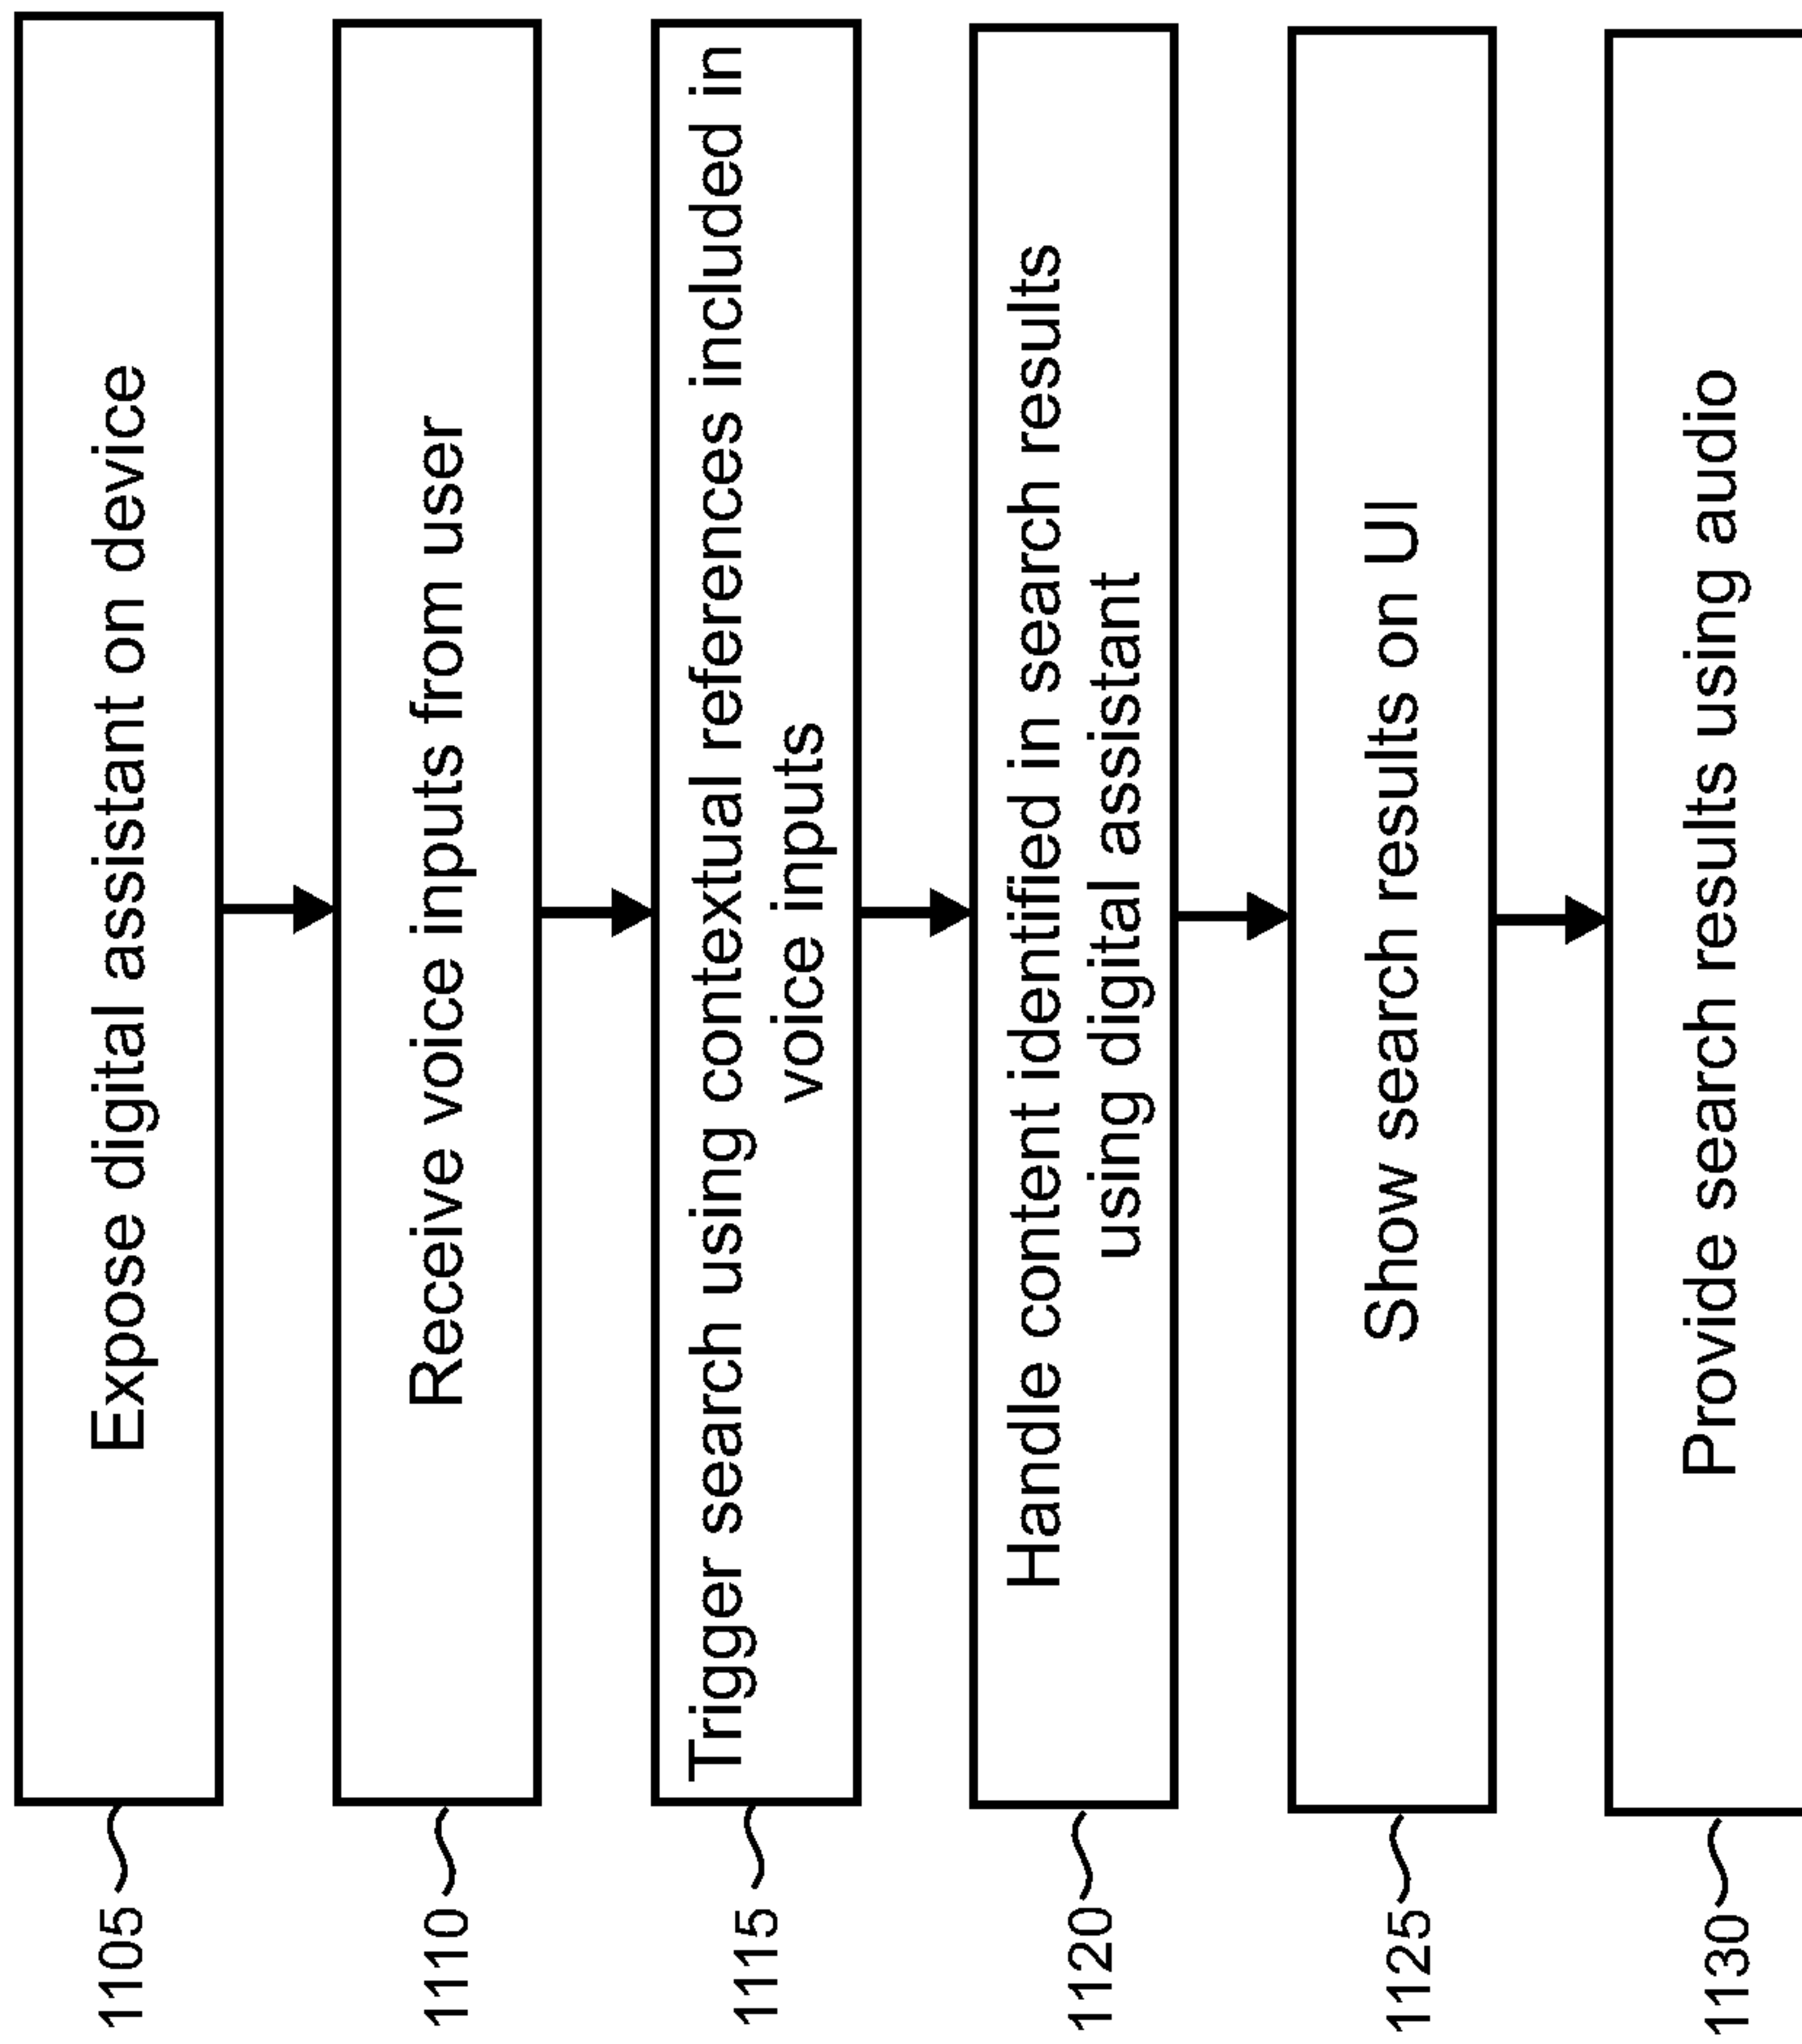 1105
Expose digital assistant on device
1110
Receive voice inputs from user
1115
Trigger search using contextual references included in
voice inputs
1120
Handle content identified in search results
using digital assistant
1125
Show search results on UI
1130
Provide search results using audio